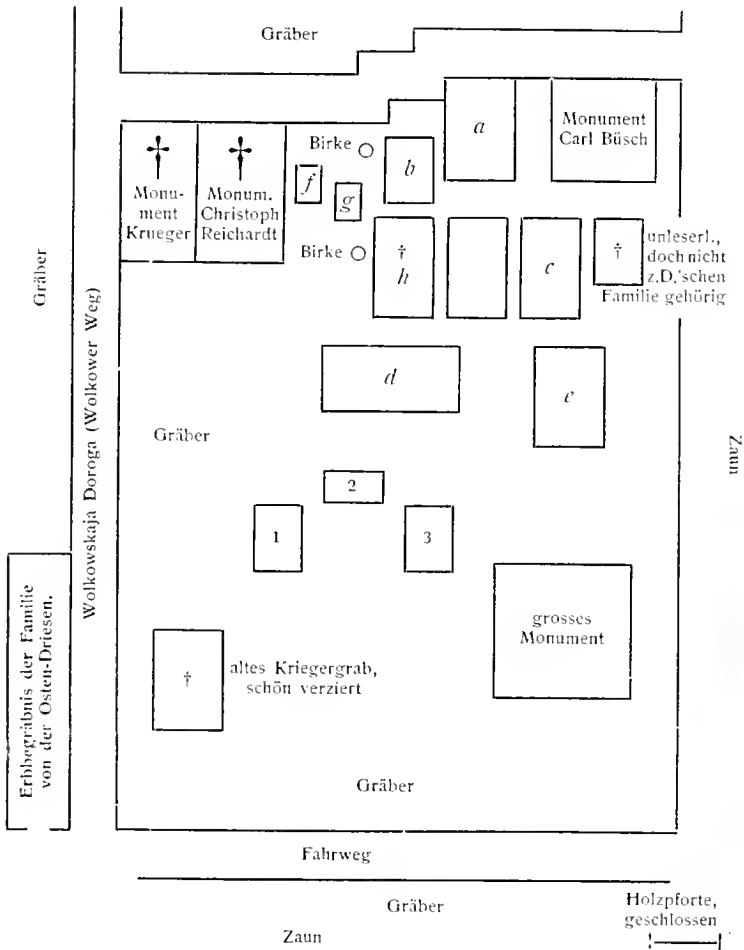 Gräber
Birke
a
b
Monument
Carl Büsch
Monu-
ment
Krueger
Monum.
Christoph
Reichardt
f
g
Birke
†
h
c
†
unleserl.,
doch nicht
z.D.'schen
Familie gehörig
Gräber
Wolkowskaja Doroga (Wolkower Weg)
d
e
Zaun
Gräber
2
1
3
Erbbegräbnis der Familie
von der Osten-Driesen.
grosses
Monument
†
altes Kriegergrab,
schön verziert
Gräber
Fahrweg
Gräber
Holzpforte,
geschlossen
Zaun